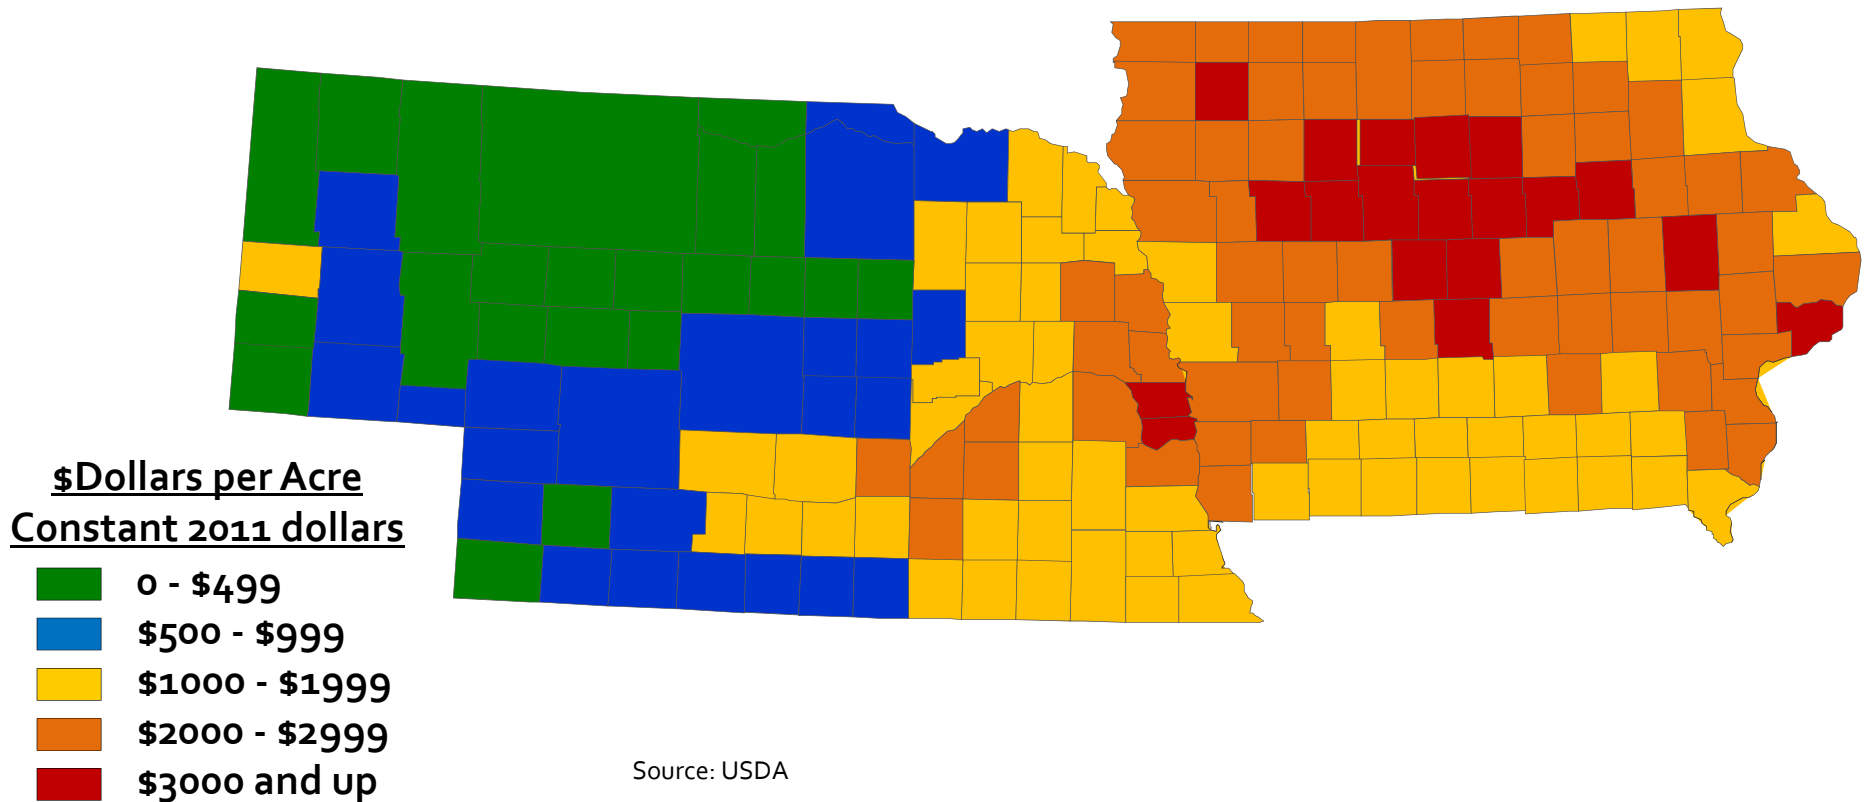 $Dollars per Acre
Constant 2011 dollars
0 - $499
$500 - $999
$1000 - $1999
$2000 - $2999
$3000 and up
Source: USDA